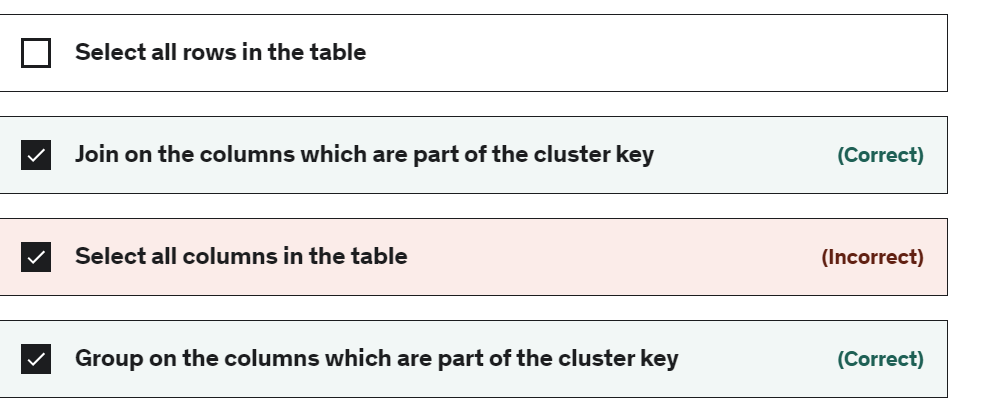 Select all rows in the table
Join on the columns which are part of the cluster key (Correct)
Select all columns in the table (Incorrect)
Group on the columns which are part of the cluster key (Correct)